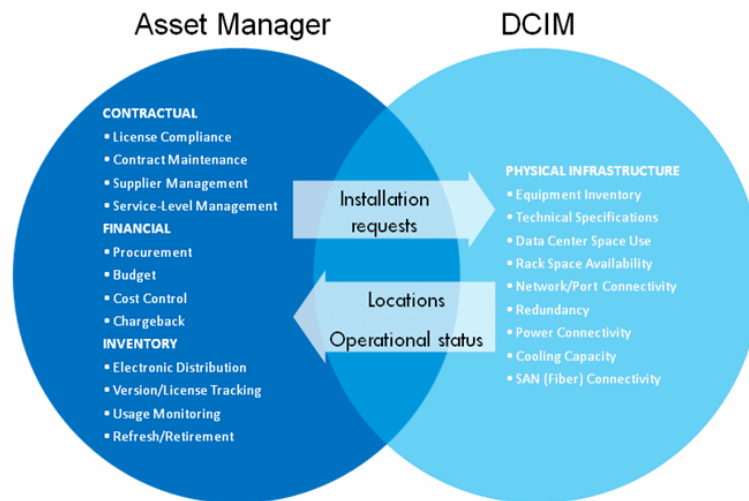 Asset Manager
DCIM
CONTRACTUAL
• License Compliance
• Contract Maintenance
• Supplier Management
• Service-Level Management
FINANCIAL
• Procurement
• Budget
• Cost Control
• Chargeback
INVENTORY
• Electronic Distribution
• Version/License Tracking
• Usage Monitoring
• Refresh/Retirement
Installation
requests
Locations
Operational status
PHYSICAL INFRASTRUCTURE
• Equipment Inventory
• Technical Specifications
• Data Center Space Use
• Rack Space Availability
• Network/Port Connectivity
• Redundancy
• Power Connectivity
• Cooling Capacity
• SAN (Fiber) Connectivity